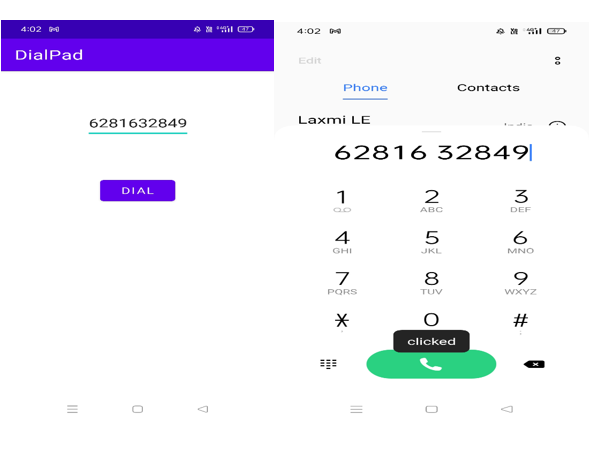 4:02
DialPad
6281632849
DIAL
4:02
Edit
Phone Contacts
Laxmi LE
India
62816 32849
1 2 3
ABC DEF
4 5 6
GHI JKL MNO
7 8 9
PQRS TUV WXYZ
* 0 #
clicked